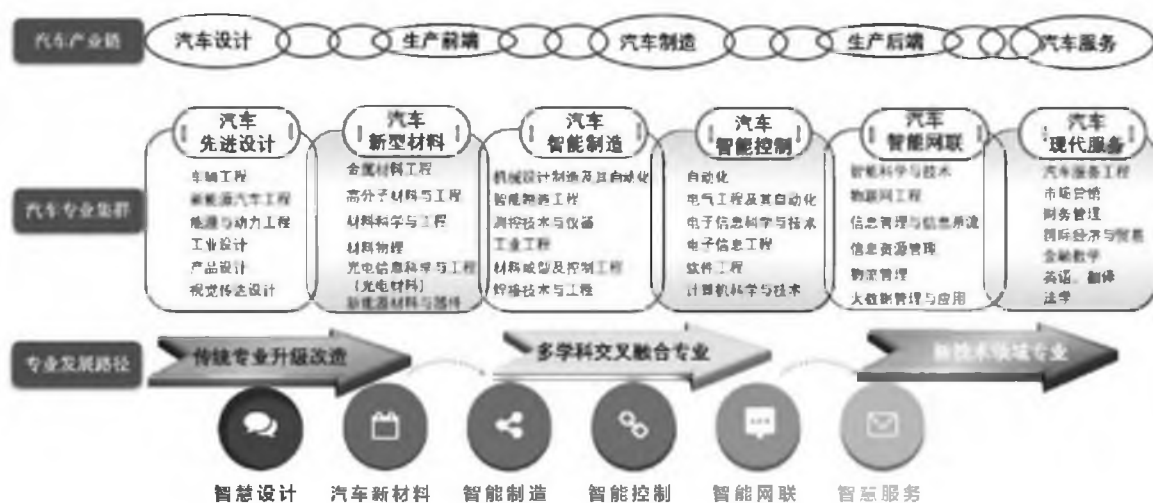 汽车产业链
汽车设计
生产前端
汽车制造
生产后端
汽车服务
汽车专业集群
汽车
先进设计
车辆工程
新能源汽车工程
能源与动力工程
工业设计
产品设计
视觉传达设计
汽车
新型材料
金属材料工程
高分子材料与工程
材料科学与工程
材料物理
光电信息科学与工程
(光电材料)
新能源材料与器件
汽车
智能制造
机械设计制造及其自动化
智能制造工程
测控技术与仪器
工业工程
材料成型及控制工程
焊接技术与工程
汽车
智能控制
自动化
电气工程及其自动化
电子信息科学与技术
电子信息工程
软件工程
计算机科学与技术
汽车
智能网联
智能科学与技术
物联网工程
信息管理与信息系统
信息资源管理
物流管理
大数据管理与应用
汽车
现代服务
汽车服务工程
市场营销
财务管理
国际经济与贸易
金融数学
英语、翻译
法学
专业发展路径
传统专业升级改造
多学科交叉融合专业
新技术领域专业
智慧设计
汽车新材料
智能制造
智能控制
智能网联
智慧服务